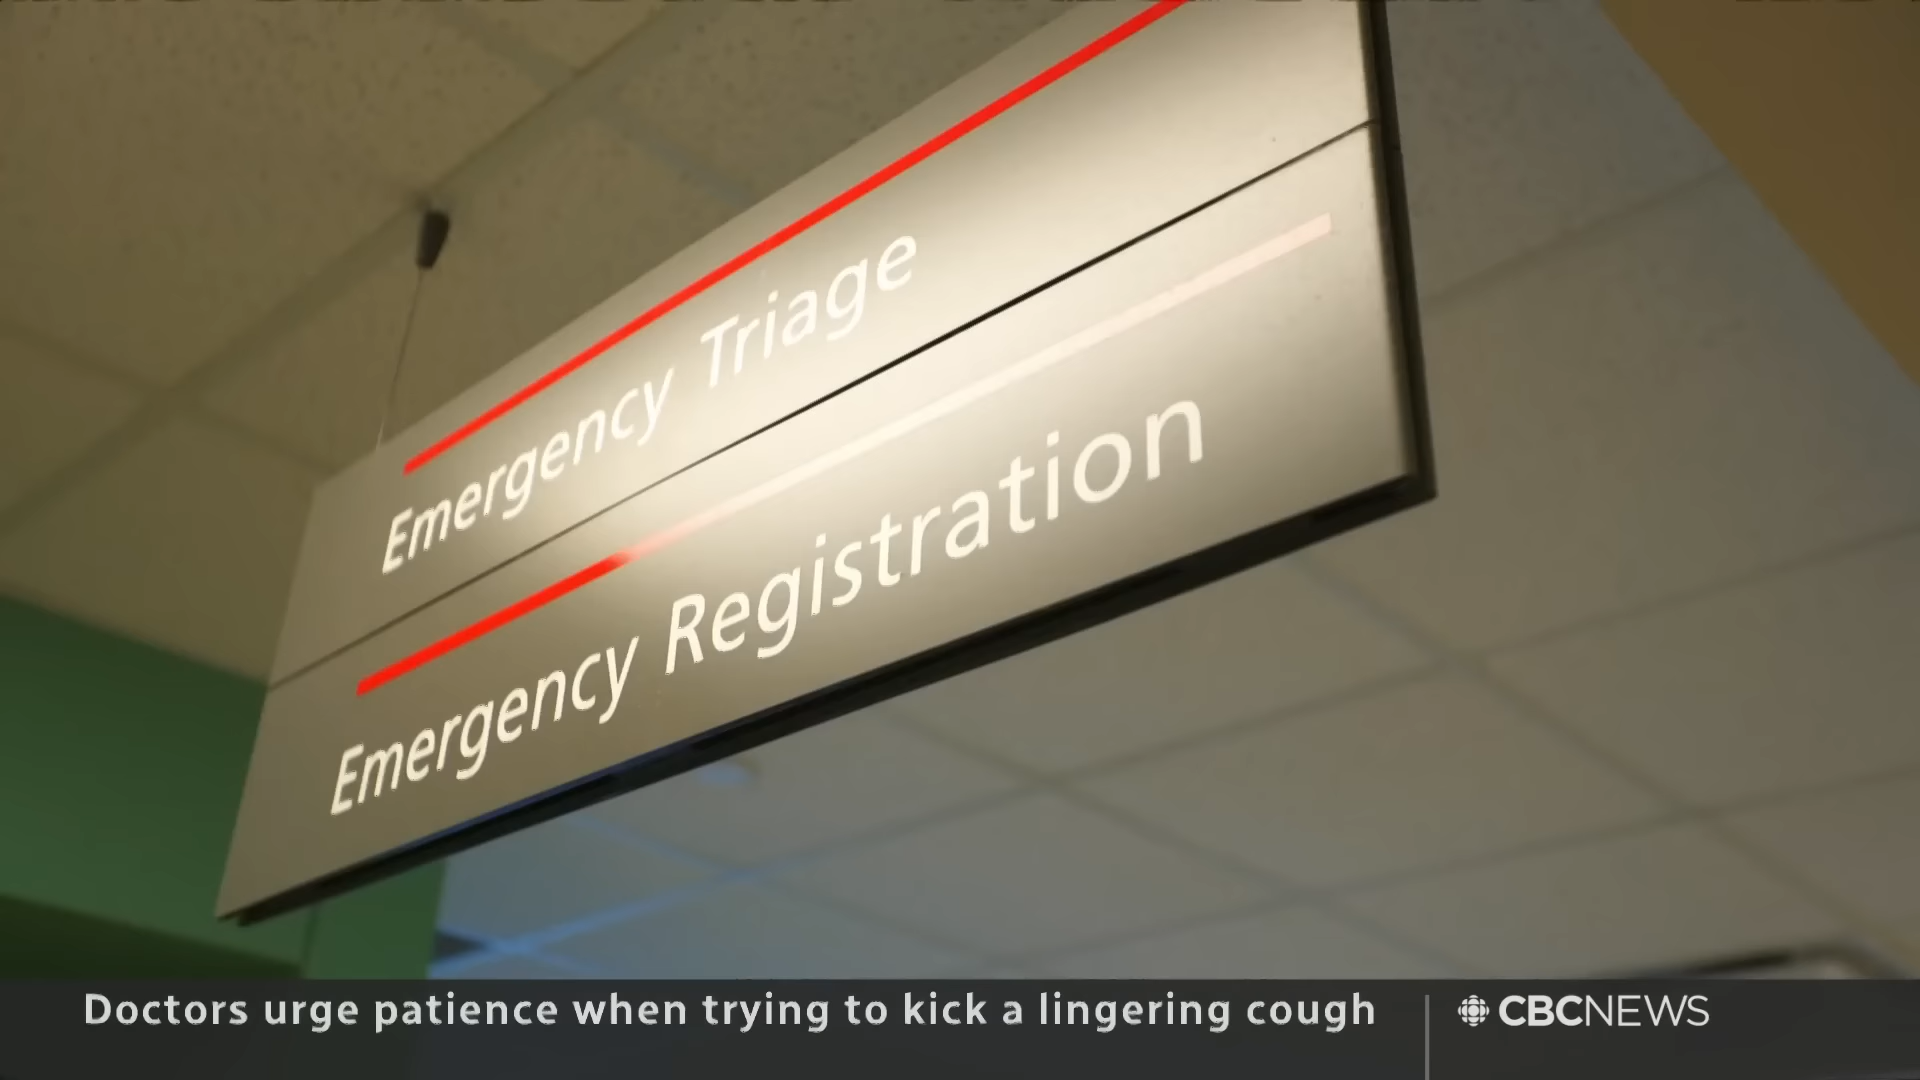 Emergency Triage
Emergency Registration
Doctors urge patience when trying to kick a lingering cough
CBCNEWS